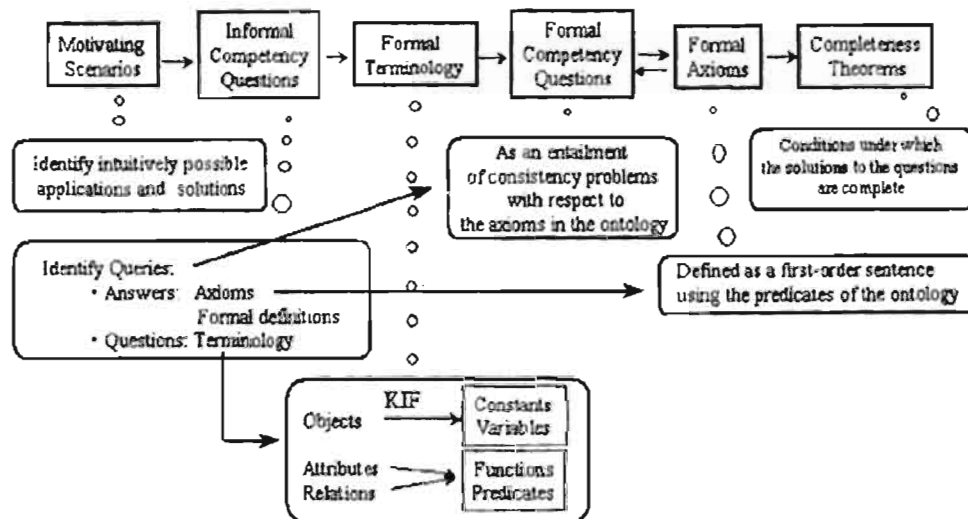 Motivating
Scenarios
Informal
Competency
Questions
Formal
Terminology
Formal
Competency
Questions
Formal
Axioms
Completeness
Theorems
Identify intuitively possible
applications and solutions
As an entailment
of consistency problems
with respect to
the axioms in the ontology
Conditions under which
the solutions to the questions
are complete
Identify Queries:
• Answers: Axioms
Formal definitions
• Questions: Terminology
Defined as a first-order sentence
using the predicates of the ontology
Objects
KIF
Constants
Variables
Attributes
Relations
Functions
Predicates